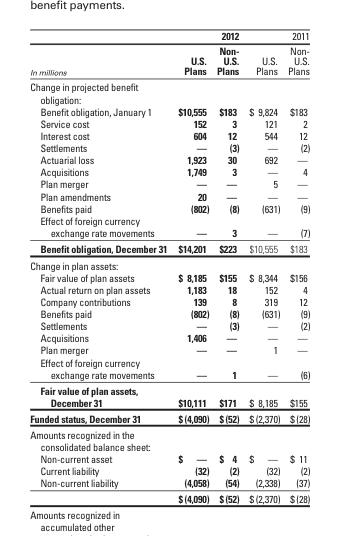 benefit payments.
2012 2011
Non- Non-
U.S. U.S. U.S. U.S.
In millions Plans Plans Plans Plans
Change in projected benefit
obligation:
Benefit obligation, January 1 $10,555 $183 $ 9,824 $183
Service cost 152 3 121 2
Interest cost 604 12 544 12
Settlements — (3) — (2)
Actuarial loss 1,923 30 692 —
Acquisitions 1,749 3 — 4
Plan merger — — 5 —
Plan amendments 20 — — —
Benefits paid (802) (8) (631) (9)
Effect of foreign currency
exchange rate movements — 3 — (7)
Benefit obligation, December 31 $14,201 $223 $10,555 $183
Change in plan assets:
Fair value of plan assets $ 8,185 $155 $ 8,344 $156
Actual return on plan assets 1,183 18 152 4
Company contributions 139 8 319 12
Benefits paid (802) (8) (631) (9)
Settlements — (3) — (2)
Acquisitions 1,406 — — —
Plan merger — — 1 —
Effect of foreign currency
exchange rate movements — 1 (6)
Fair value of plan assets,
December 31 $10,111 $171 $ 8,185 $155
Funded status, December 31 $ (4,090) $ (52) $ (2,370) $ (28)
Amounts recognized in the
consolidated balance sheet:
Non-current asset $ — $ 4 $ — $ 11
Current liability (32) (2) (32) (2)
Non-current liability (4,058) (54) (2,338) (37)
$ (4,090) $ (52) $ (2,370) $ (28)
Amounts recognized in
accumulated other